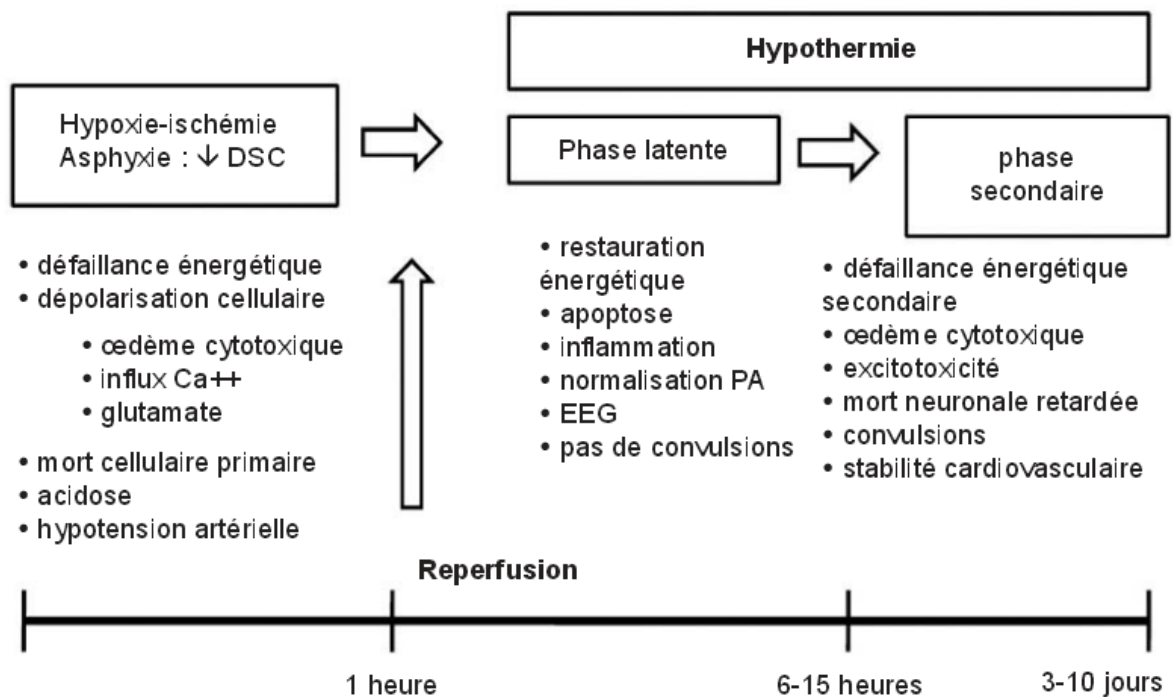 Hypothermie
Hypoxie-ischémie
Asphyxie : ↓ DSC
Phase latente
phase
secondaire
• défaillance énergétique
• dépolarisation cellulaire
• œdème cytotoxique
• influx Ca++
• glutamate
• mort cellulaire primaire
• acidose
• hypotension artérielle
• restauration
énergétique
• apoptose
• inflammation
• normalisation PA
• EEG
• pas de convulsions
• défaillance énergétique
secondaire
• œdème cytotoxique
• excitotoxicité
• mort neuronale retardée
• convulsions
• stabilité cardiovasculaire
Reperfusion
1 heure
6-15 heures
3-10 jours